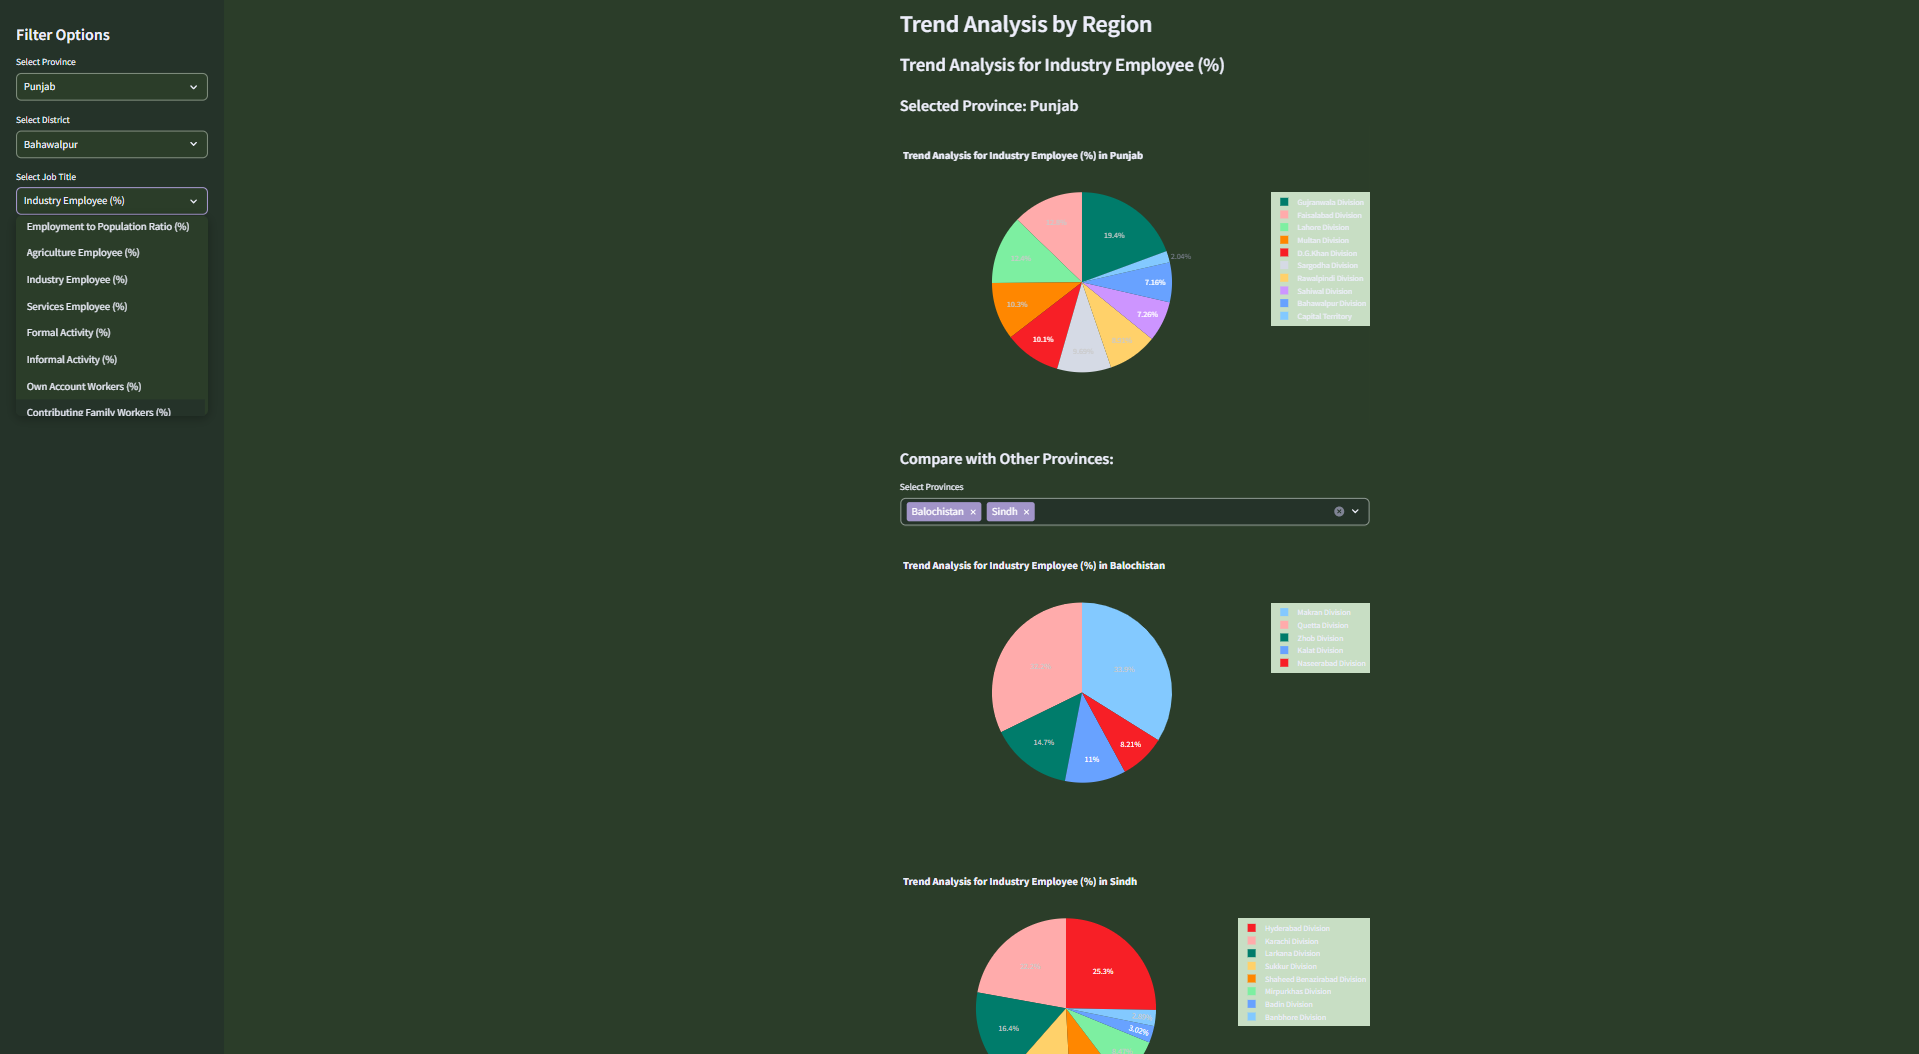 Filter Options
Select Province
Punjab
Select District
Bahawalpur
Select Job Title
Industry Employee (%)
Employment to Population Ratio (%)
Agriculture Employee (%)
Industry Employee (%)
Services Employee (%)
Formal Activity (%)
Informal Activity (%)
Own Account Workers (%)
Contributing Family Workers (%)
Trend Analysis by Region
Trend Analysis for Industry Employee (%)
Selected Province: Punjab
Trend Analysis for Industry Employee (%) in Punjab
19.4%
2.04%
7.16%
7.26%
10.1%
10.3%
Gujranwala Division
Faisalabad Division
Lahore Division
Multan Division
D.G.Khan Division
Sargodha Division
Rawalpindi Division
Sahiwal Division
Bahawalpur Division
Capital Territory
Compare with Other Provinces:
Select Provinces
Balochistan
Sindh
Trend Analysis for Industry Employee (%) in Balochistan
14.7%
11%
8.21%
Makran Division
Quetta Division
Zhob Division
Kalat Division
Nasirabad Division
Trend Analysis for Industry Employee (%) in Sindh
25.3%
3.02%
16.4%
Hyderabad Division
Karachi Division
Larkana Division
Sukkur Division
Shaheed Benazirabad Division
Mirpurkhas Division
Badin Division
Banbhore Division